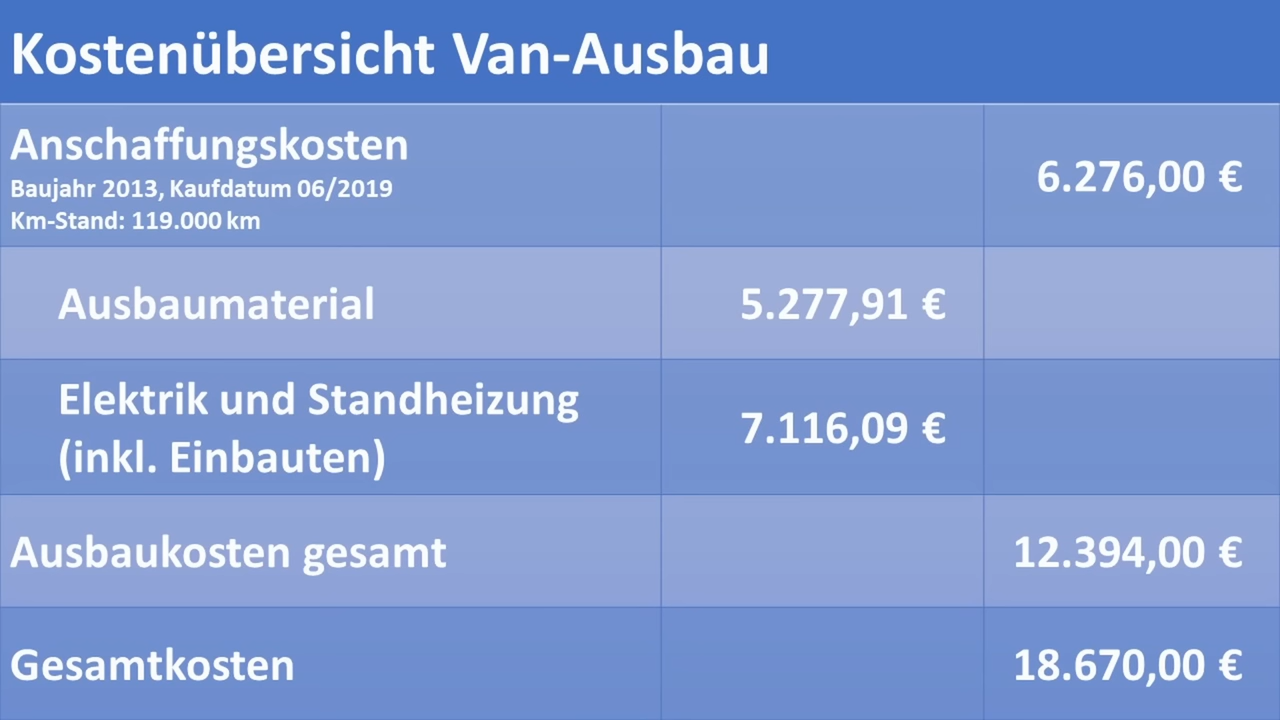 Kostenübersicht Van-Ausbau
Anschaffungskosten
Baujahr 2013, Kaufdatum 06/2019
Km-Stand: 119.000 km
6.276,00 €
Ausbaumaterial
5.277,91 €
Elektrik und Standheizung
(inkl. Einbauten)
7.116,09 €
Ausbaukosten gesamt
12.394,00 €
Gesamtkosten
18.670,00 €